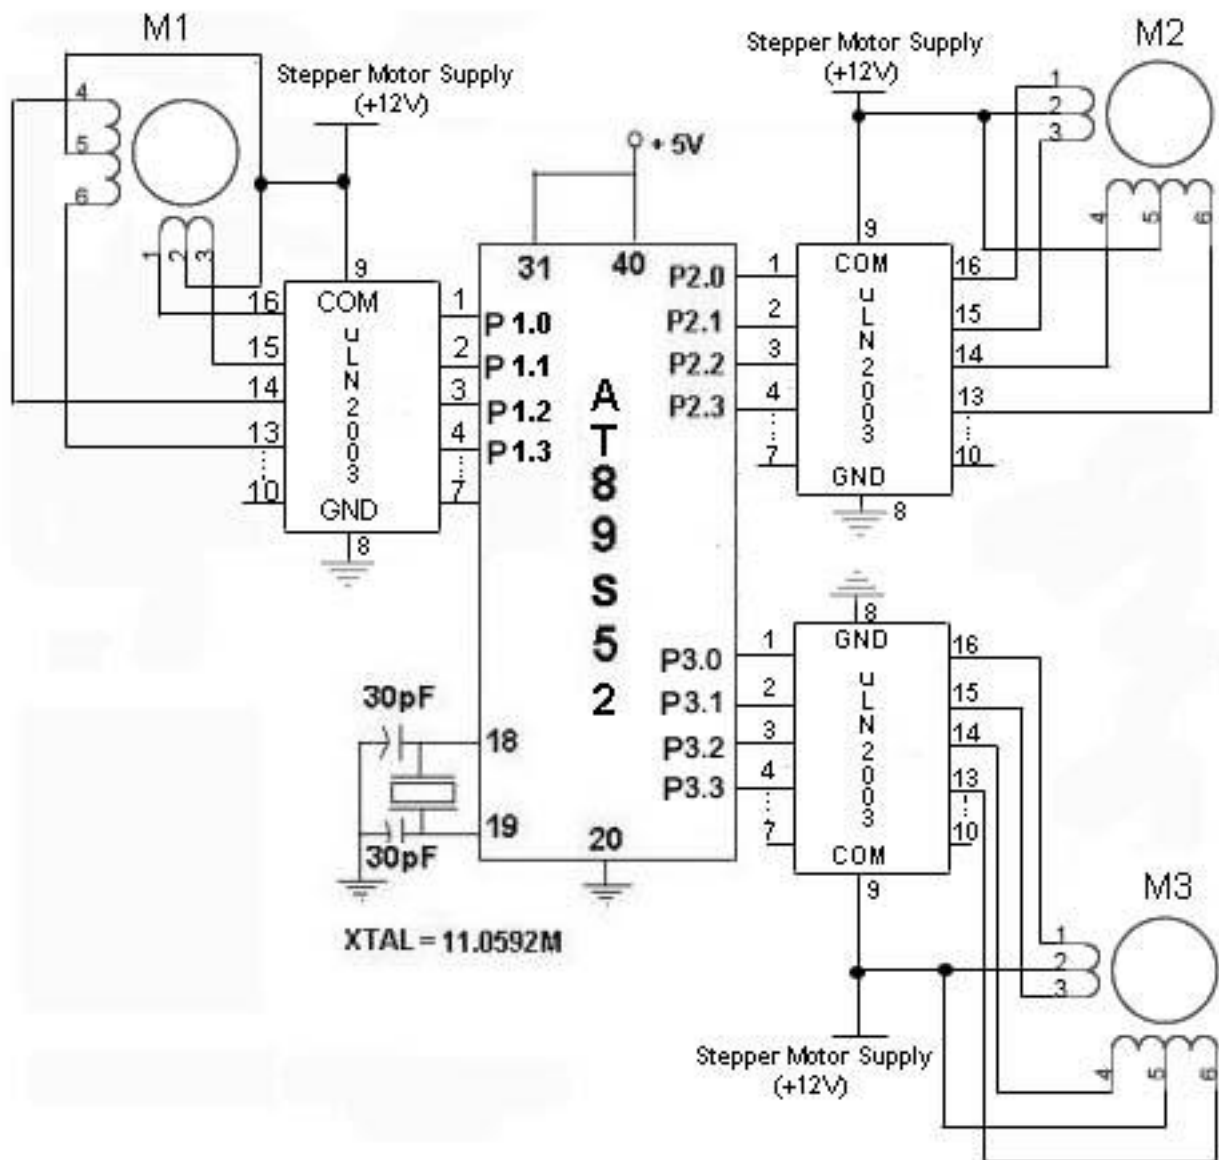 M1
Stepper Motor Supply
(+12V)
4
5
6
1
2
3
9
16
15
14
13
10
COM
uLN2003
GND
8
1
2
3
4
7
+ 5V
31
40
P 1.0
P 1.1
P1.2
P1.3
AT89S52
P2.0
P2.1
P2.2
P2.3
P3.0
P3.1
P3.2
P3.3
18
19
20
30pF
30pF
XTAL = 11.0592M
Stepper Motor Supply
(+12V)
M2
1
2
3
4
5
6
9
1
2
3
4
7
COM
uLN2003
GND
8
16
15
14
13
10
8
1
2
3
4
7
GND
uLN2003
COM
9
16
15
14
13
10
M3
1
2
3
4
5
6
Stepper Motor Supply
(+12V)